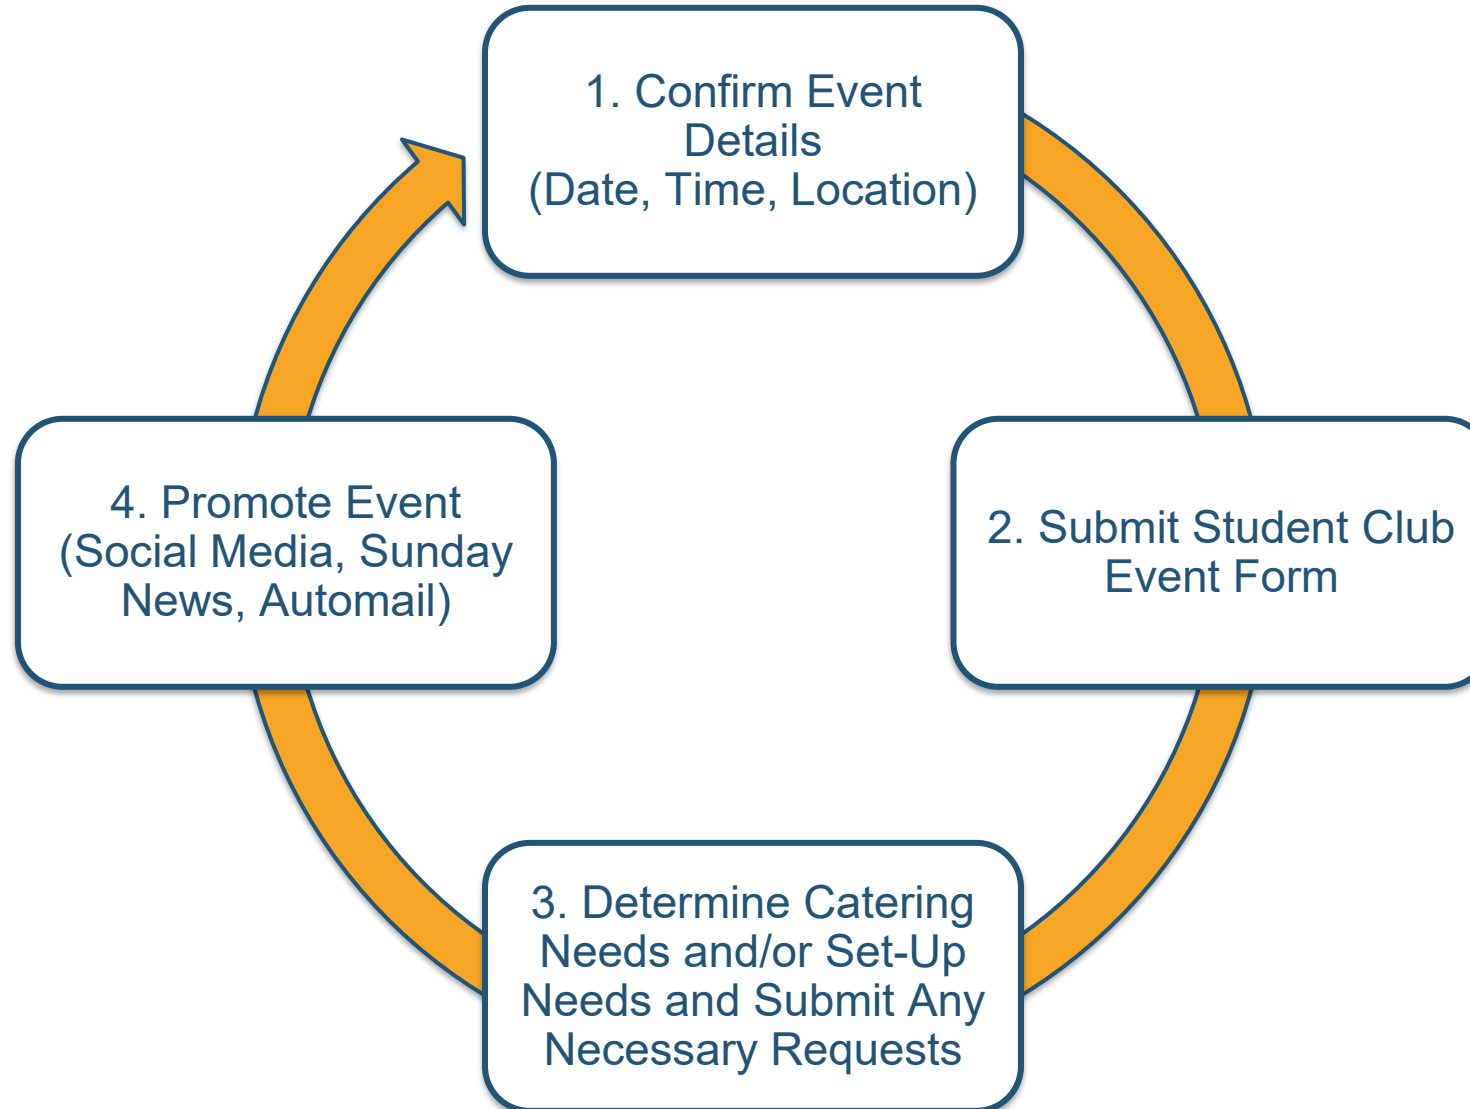 1. Confirm Event
Details
(Date, Time, Location)
2. Submit Student Club
Event Form
3. Determine Catering
Needs and/or Set-Up
Needs and Submit Any
Necessary Requests
4. Promote Event
(Social Media, Sunday
News, Automail)